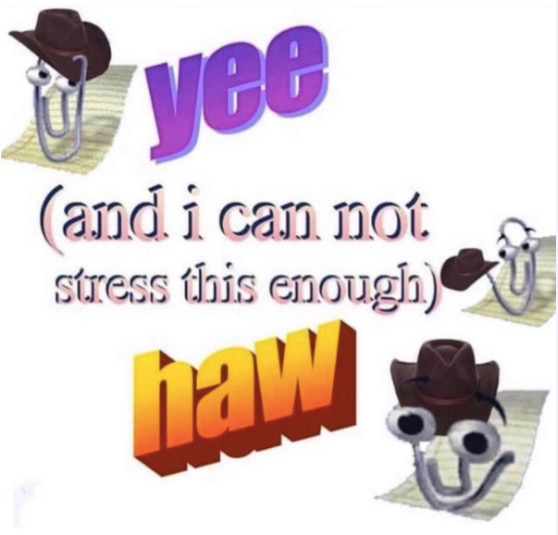 yee
(and i can not
stress this enough)
haw